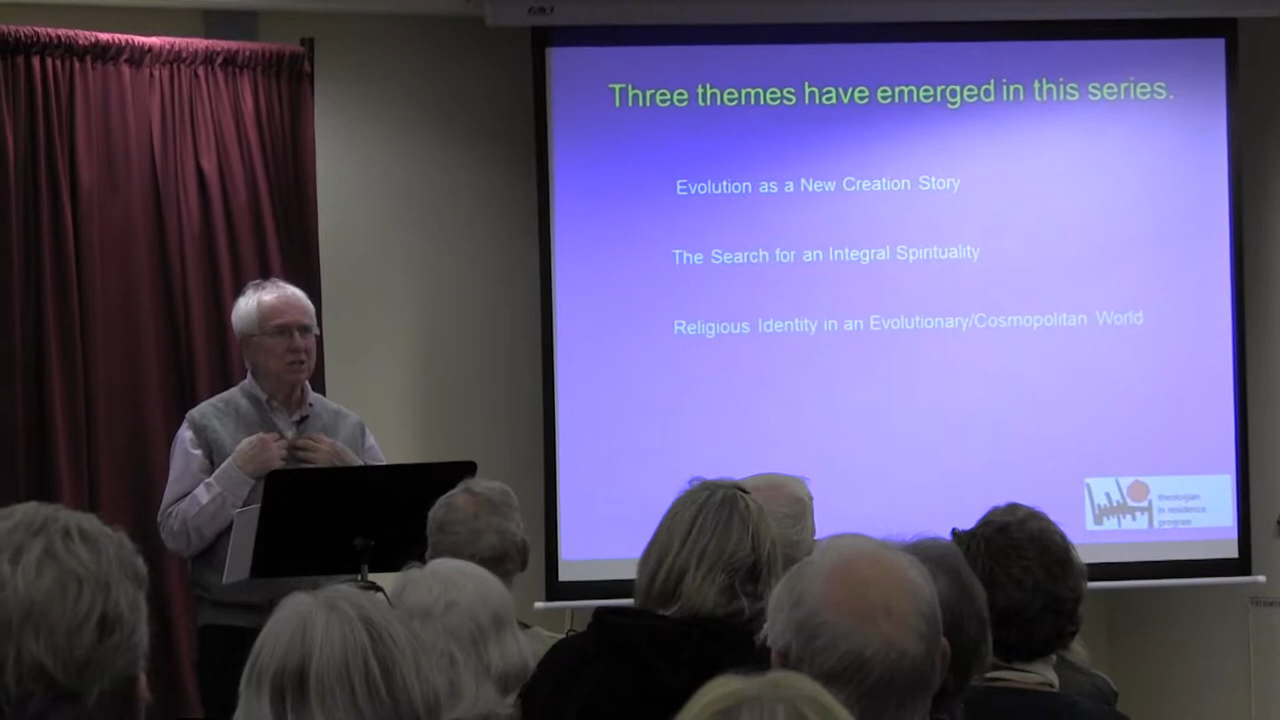 Three themes have emerged in this series.
Evolution as a New Creation Story
The Search for an Integral Spirituality
Religious Identity in an Evolutionary/Cosmopolitan World
theologian
in residence
program